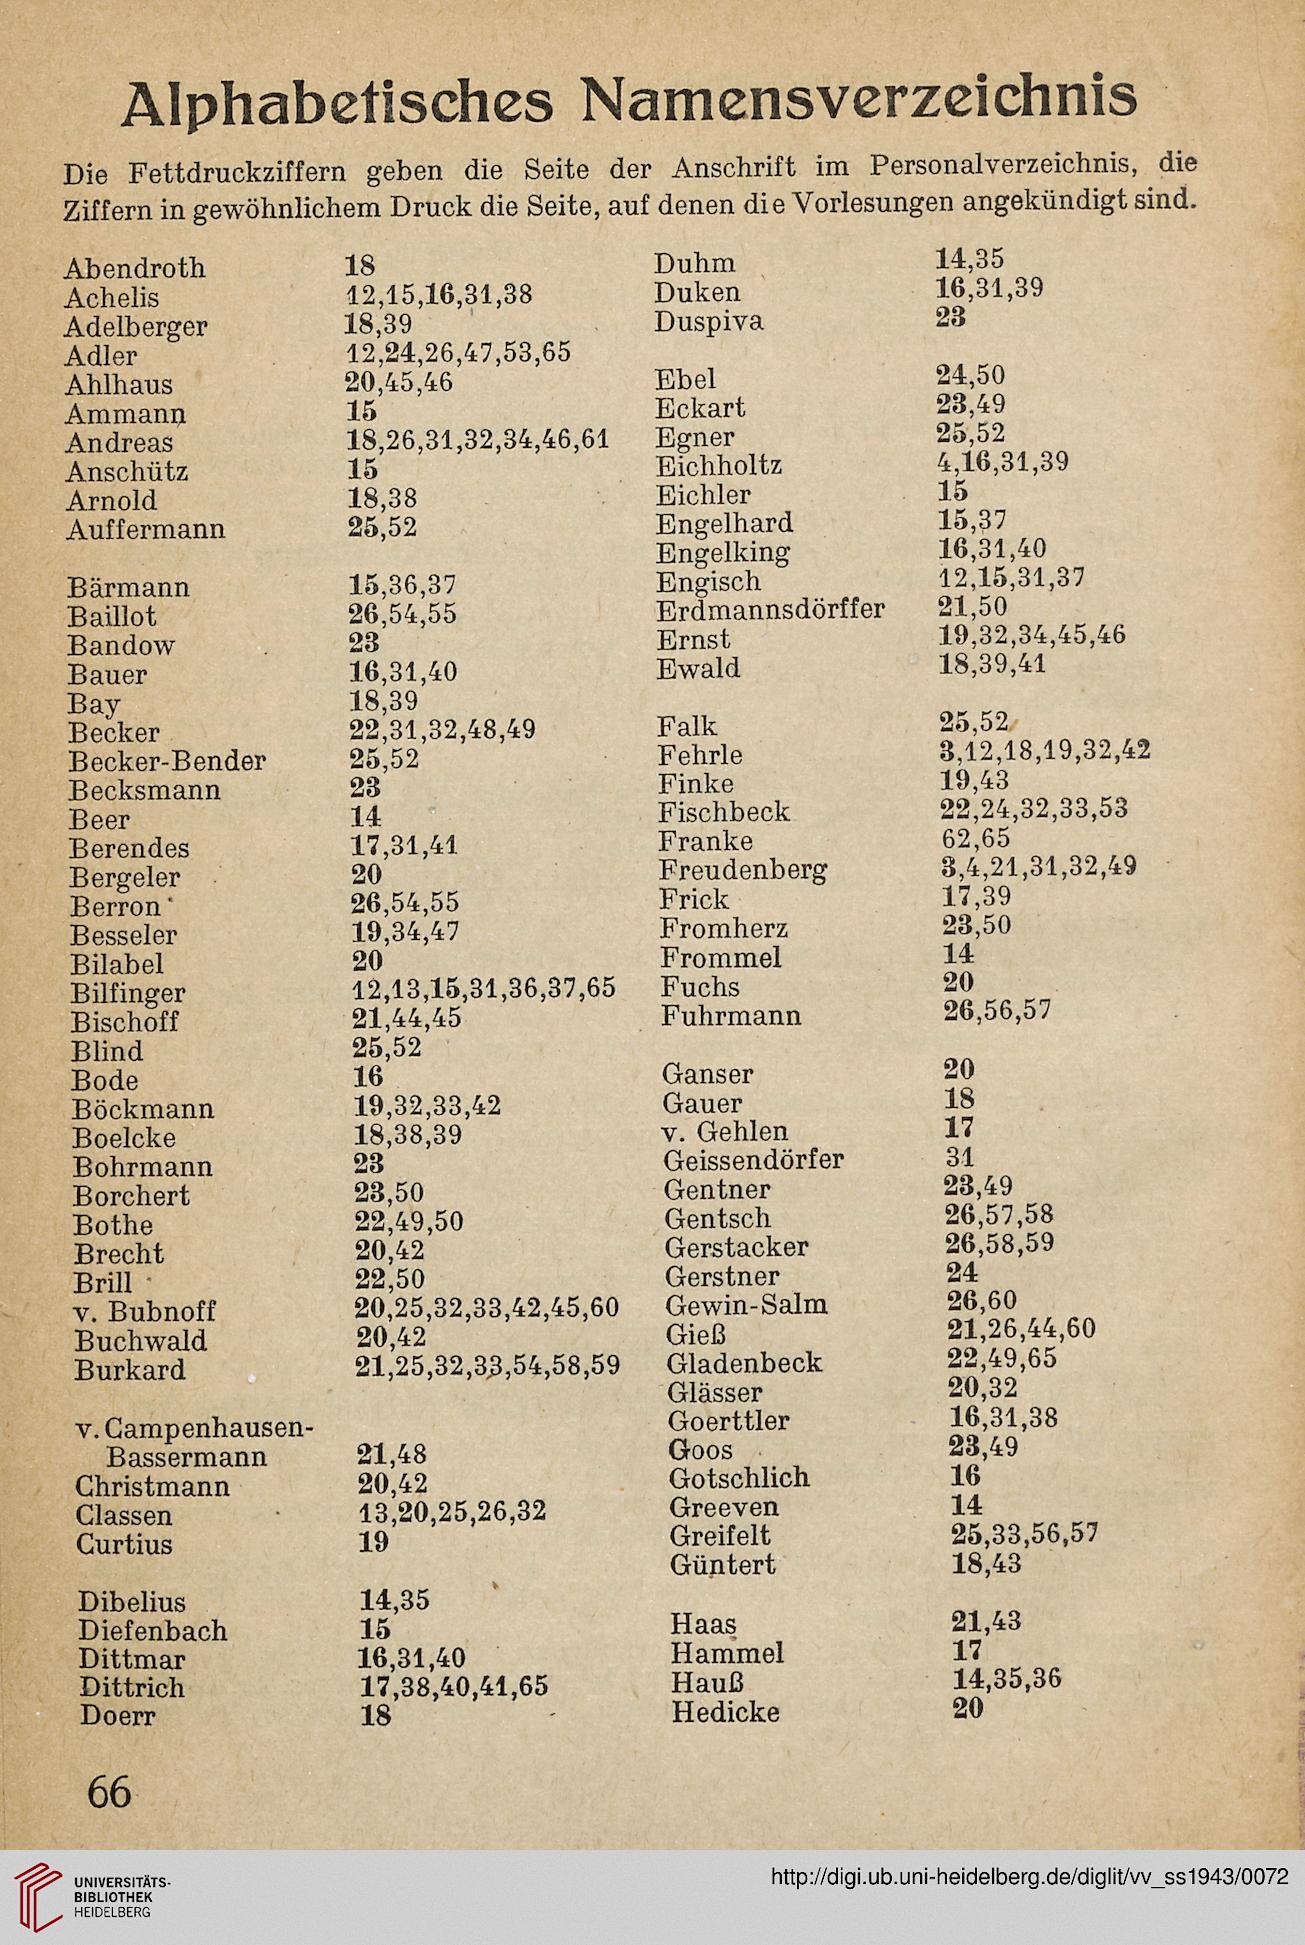 Alphabetisches Namensverzeichnis
Die Fettdruckziffern geben die Seite der Anschrift im Personalverzeichnis, die
Ziffern in gewöhnlichem Druck die Seite, auf denen die Vorlesungen angekündigt sind.
Abendroth 18
Achelis 12,15,16,31,38
Adelberger 18,39
Adler 12,24,26,47,53,65
Ahlhaus 20,45,46
Ammann 15
Andreas 18,26,31,32,34,46,61
Anschütz 15
Arnold 18,38
Auffermann 25,52
Bärmann 15,36,37
Baillot 26,54,55
Bandow 23
Bauer 16,31,40
Bay 18,39
Becker 22,31,32,48,49
Becker-Bender 25,52
Becksmann 23
Beer 14
Berendes 17,31,41
Bergeler 20
Berron 26,54,55
Besseler 19,34,47
Bilabel 20
Bilfinger 12,13,15,31,36,37,65
Bischoff 21,44,45
Blind 25,52
Bode 16
Böckmann 19,32,33,42
Boelcke 18,38,39
Bohrmann 23
Borchert 23,50
Bothe 22,49,50
Brecht 20,42
Brill 22,50
v. Bubnoff 20,25,32,33,42,45,60
Buchwald 20,42
Burkard 21,25,32,33,54,58,59
v. Campenhausen-
Bassermann 21,48
Christmann 20,42
Classen 13,20,25,26,32
Curtius 19
Dibelius 14,35
Diefenbach 15
Dittmar 16,31,40
Dittrich 17,38,40,41,65
Doerr 18
Duhm 14,35
Duken 16,31,39
Duspiva 23
Ebel 24,50
Eckart 23,49
Egner 25,52
Eichholtz 4,16,31,39
Eichler 15
Engelhard 15,37
Engelking 16,31,40
Engisch 12,15,31,37
Erdmannsdörffer 21,50
Ernst 19,32,34,45,46
Ewald 18,39,41
Falk 25,52
Fehrle 3,12,18,19,32,42
Finke 19,43
Fischbeck 22,24,32,33,53
Franke 62,65
Freudenberg 3,4,21,31,32,49
Frick 17,39
Fromherz 23,50
Frommel 14
Fuchs 20
Fuhrmann 26,56,57
Ganser 20
Gauer 18
v. Gehlen 17
Geissendörfer 31
Gentner 23,49
Gentsch 26,57,58
Gerstacker 26,58,59
Gerstner 24
Gewin-Salm 26,60
Gieß 21,26,44,60
Gladenbeck 22,49,65
Glässer 20,32
Goerttler 16,31,38
Goos 23,49
Gotschlich 16
Greeven 14
Greifelt 25,33,56,57
Güntert 18,43
Haas 21,43
Hammel 17
Hauß 14,35,36
Hedicke 20
66
UNIVERSITÄTS-
BIBLIOTHEK
HEIDELBERG
http://digi.ub.uni-heidelberg.de/diglit/vv_ss1943/0072